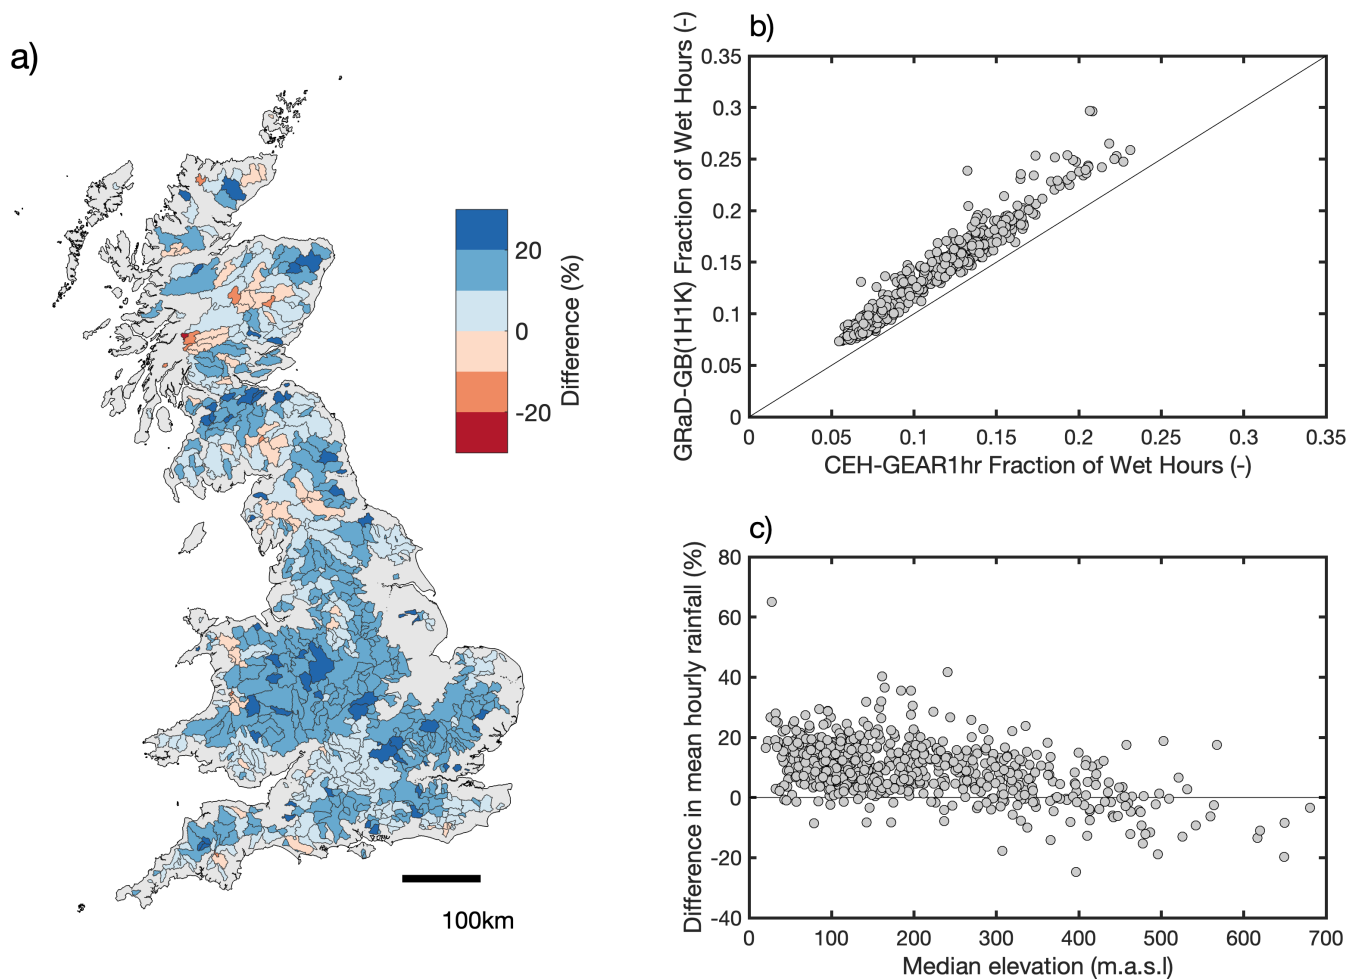 a)
20
0
-20
Difference (%)
100km
b)
GRaD-GB(1H1K) Fraction of Wet Hours (-)
0.35
0.3
0.25
0.2
0.15
0.1
0.05
0
0 0.05 0.1 0.15 0.2 0.25 0.3 0.35
CEH-GEAR1hr Fraction of Wet Hours (-)
c)
Difference in mean hourly rainfall (%)
80
60
40
20
0
-20
-40
0 100 200 300 400 500 600 700
Median elevation (m.a.s.l)